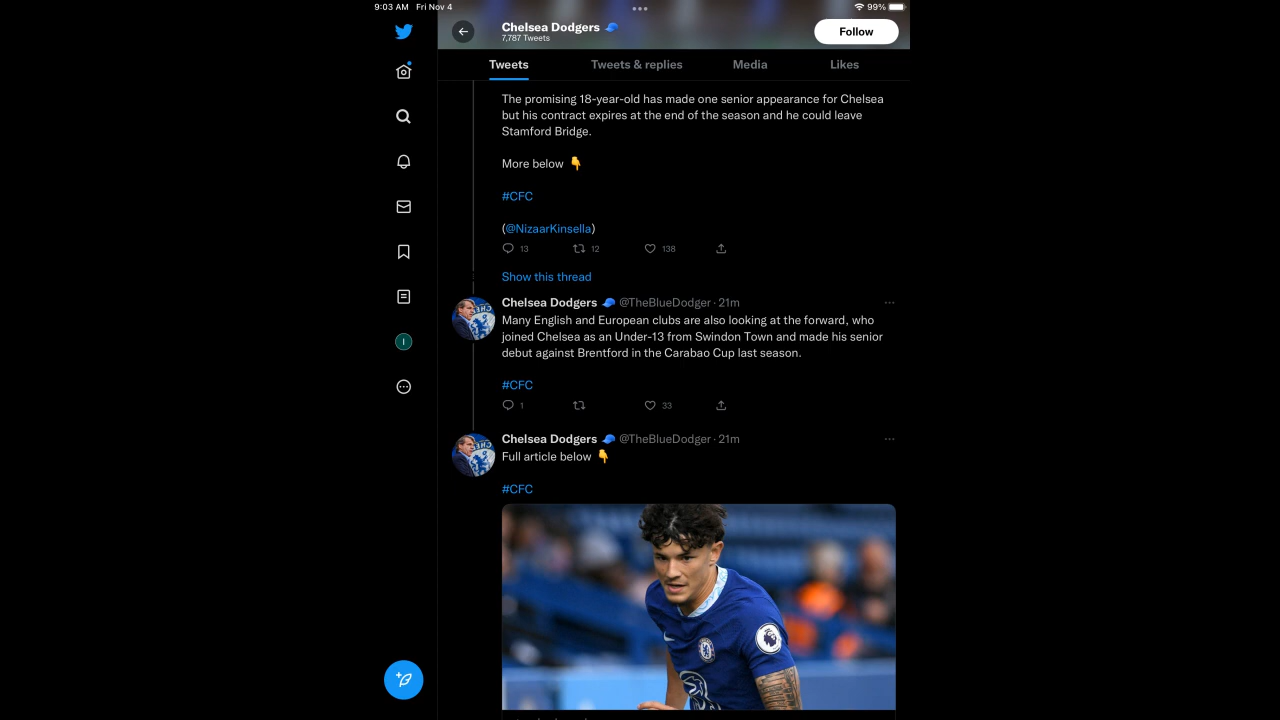 9:03 AM Fri Nov 4
99%
Chelsea Dodgers 🧢
7,787 Tweets
Follow
Tweets Tweets & replies Media Likes
The promising 18-year-old has made one senior appearance for Chelsea
but his contract expires at the end of the season and he could leave
Stamford Bridge.
More below 👇
#CFC
(@NizaarKinsella)
13 12 138
Show this thread
Chelsea Dodgers 🧢 @TheBlueDodger · 21m
Many English and European clubs are also looking at the forward, who
joined Chelsea as an Under-13 from Swindon Town and made his senior
debut against Brentford in the Carabao Cup last season.
#CFC
1 33
Chelsea Dodgers 🧢 @TheBlueDodger · 21m
Full article below 👇
#CFC